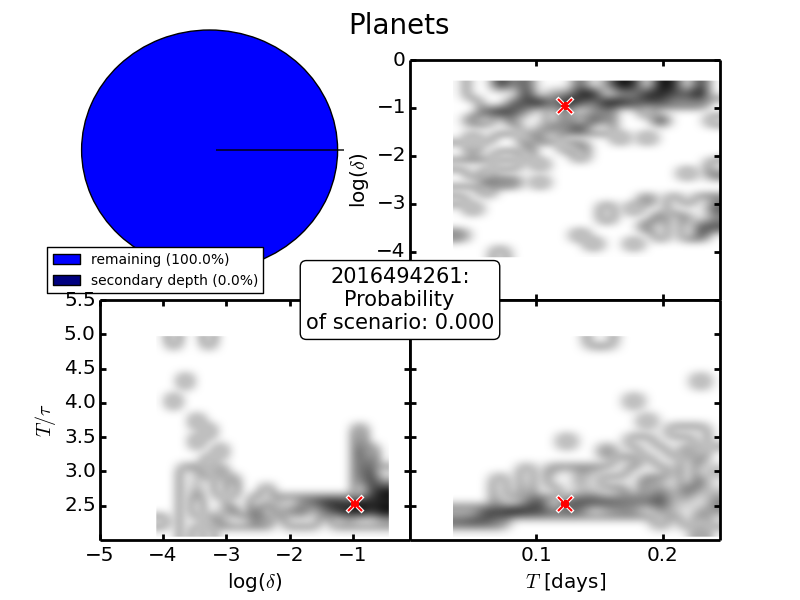 Planets
remaining (100.0%)
secondary depth (0.0%)
0
−1
−2
−3
−4
log(δ)
2016494261:
Probability
of scenario: 0.000
5.5
5.0
4.5
4.0
3.5
3.0
2.5
T/τ
−5
−4
−3
−2
−1
log(δ)
0.1
0.2
T [days]